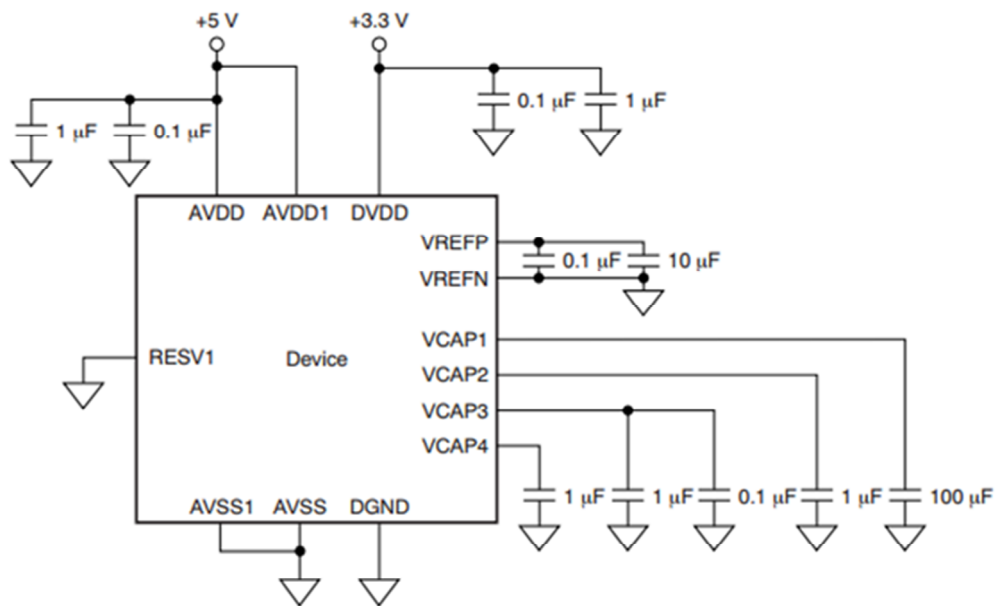 +5 V
+3.3 V
1 μF
0.1 μF
0.1 μF
1 μF
AVDD
AVDD1
DVDD
VREFP
0.1 μF
10 μF
VREFN
VCAP1
RESV1
Device
VCAP2
VCAP3
VCAP4
1 μF
1 μF
0.1 μF
1 μF
100 μF
AVSS1
AVSS
DGND